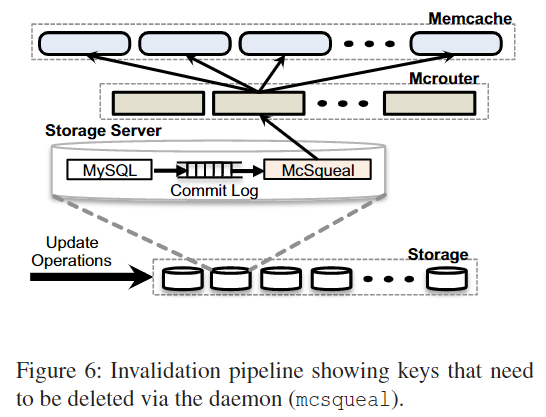 Memcache
Mcrouter
Storage Server
MySQL
Commit Log
McSqueal
Update
Operations
Storage
Figure 6: Invalidation pipeline showing keys that need
to be deleted via the daemon (mcsqueal).